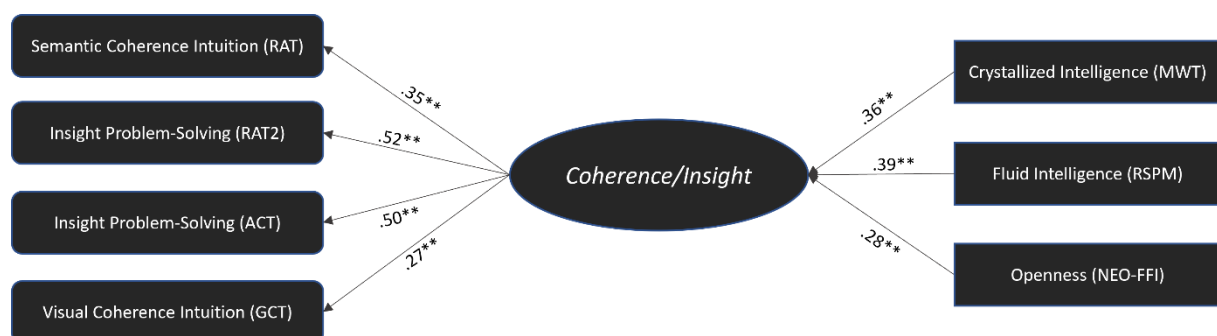 Semantic Coherence Intuition (RAT)
Insight Problem-Solving (RAT2)
Insight Problem-Solving (ACT)
Visual Coherence Intuition (GCT)
.35**
.52**
.50**
.27**
Coherence/Insight
.36**
.39**
.28**
Crystallized Intelligence (MWT)
Fluid Intelligence (RSPM)
Openness (NEO-FFI)